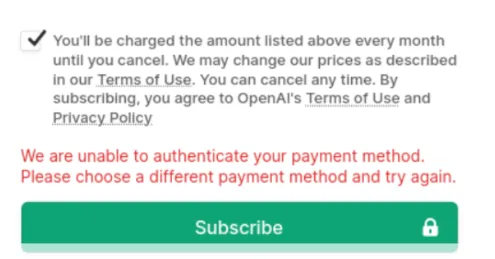 You'll be charged the amount listed above every month
until you cancel. We may change our prices as described
in our Terms of Use. You can cancel any time. By
subscribing, you agree to OpenAI's Terms of Use and
Privacy Policy
We are unable to authenticate your payment method.
Please choose a different payment method and try again.
Subscribe